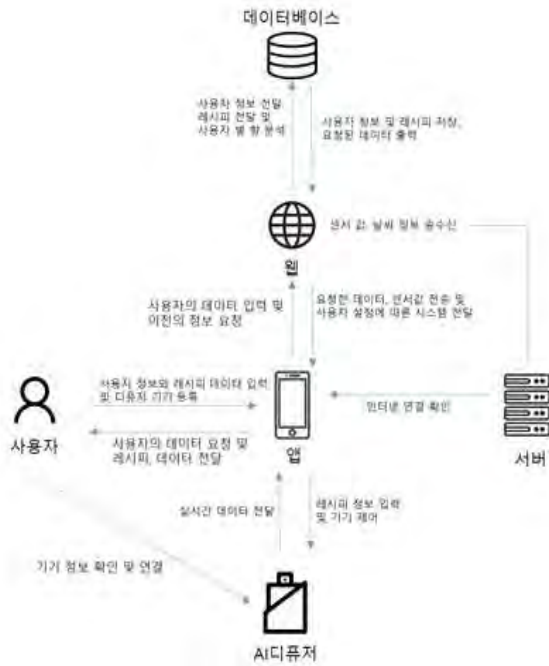 데이터베이스
사용자 정보 전달
레시피 전달 및
사용자 별 향 분석
사용자 정보 및 레시피 저장,
요청된 데이터 출력
센서 값, 날씨 정보 송수신
웹
사용자의 데이터 입력 및
이전의 정보 요청
요청한 데이터, 센서값 전송 및
사용자 설정에 따른 시스템 전달
사용자 정보와 레시피 데이터 입력
및 디퓨저 기기 등록
인터넷 연결 확인
사용자
사용자의 데이터 요청 및
레시피, 데이터 전달
앱
서버
실시간 데이터 전달
레시피 정보 입력
및 기기 제어
기기 정보 확인 및 연결
AI디퓨저